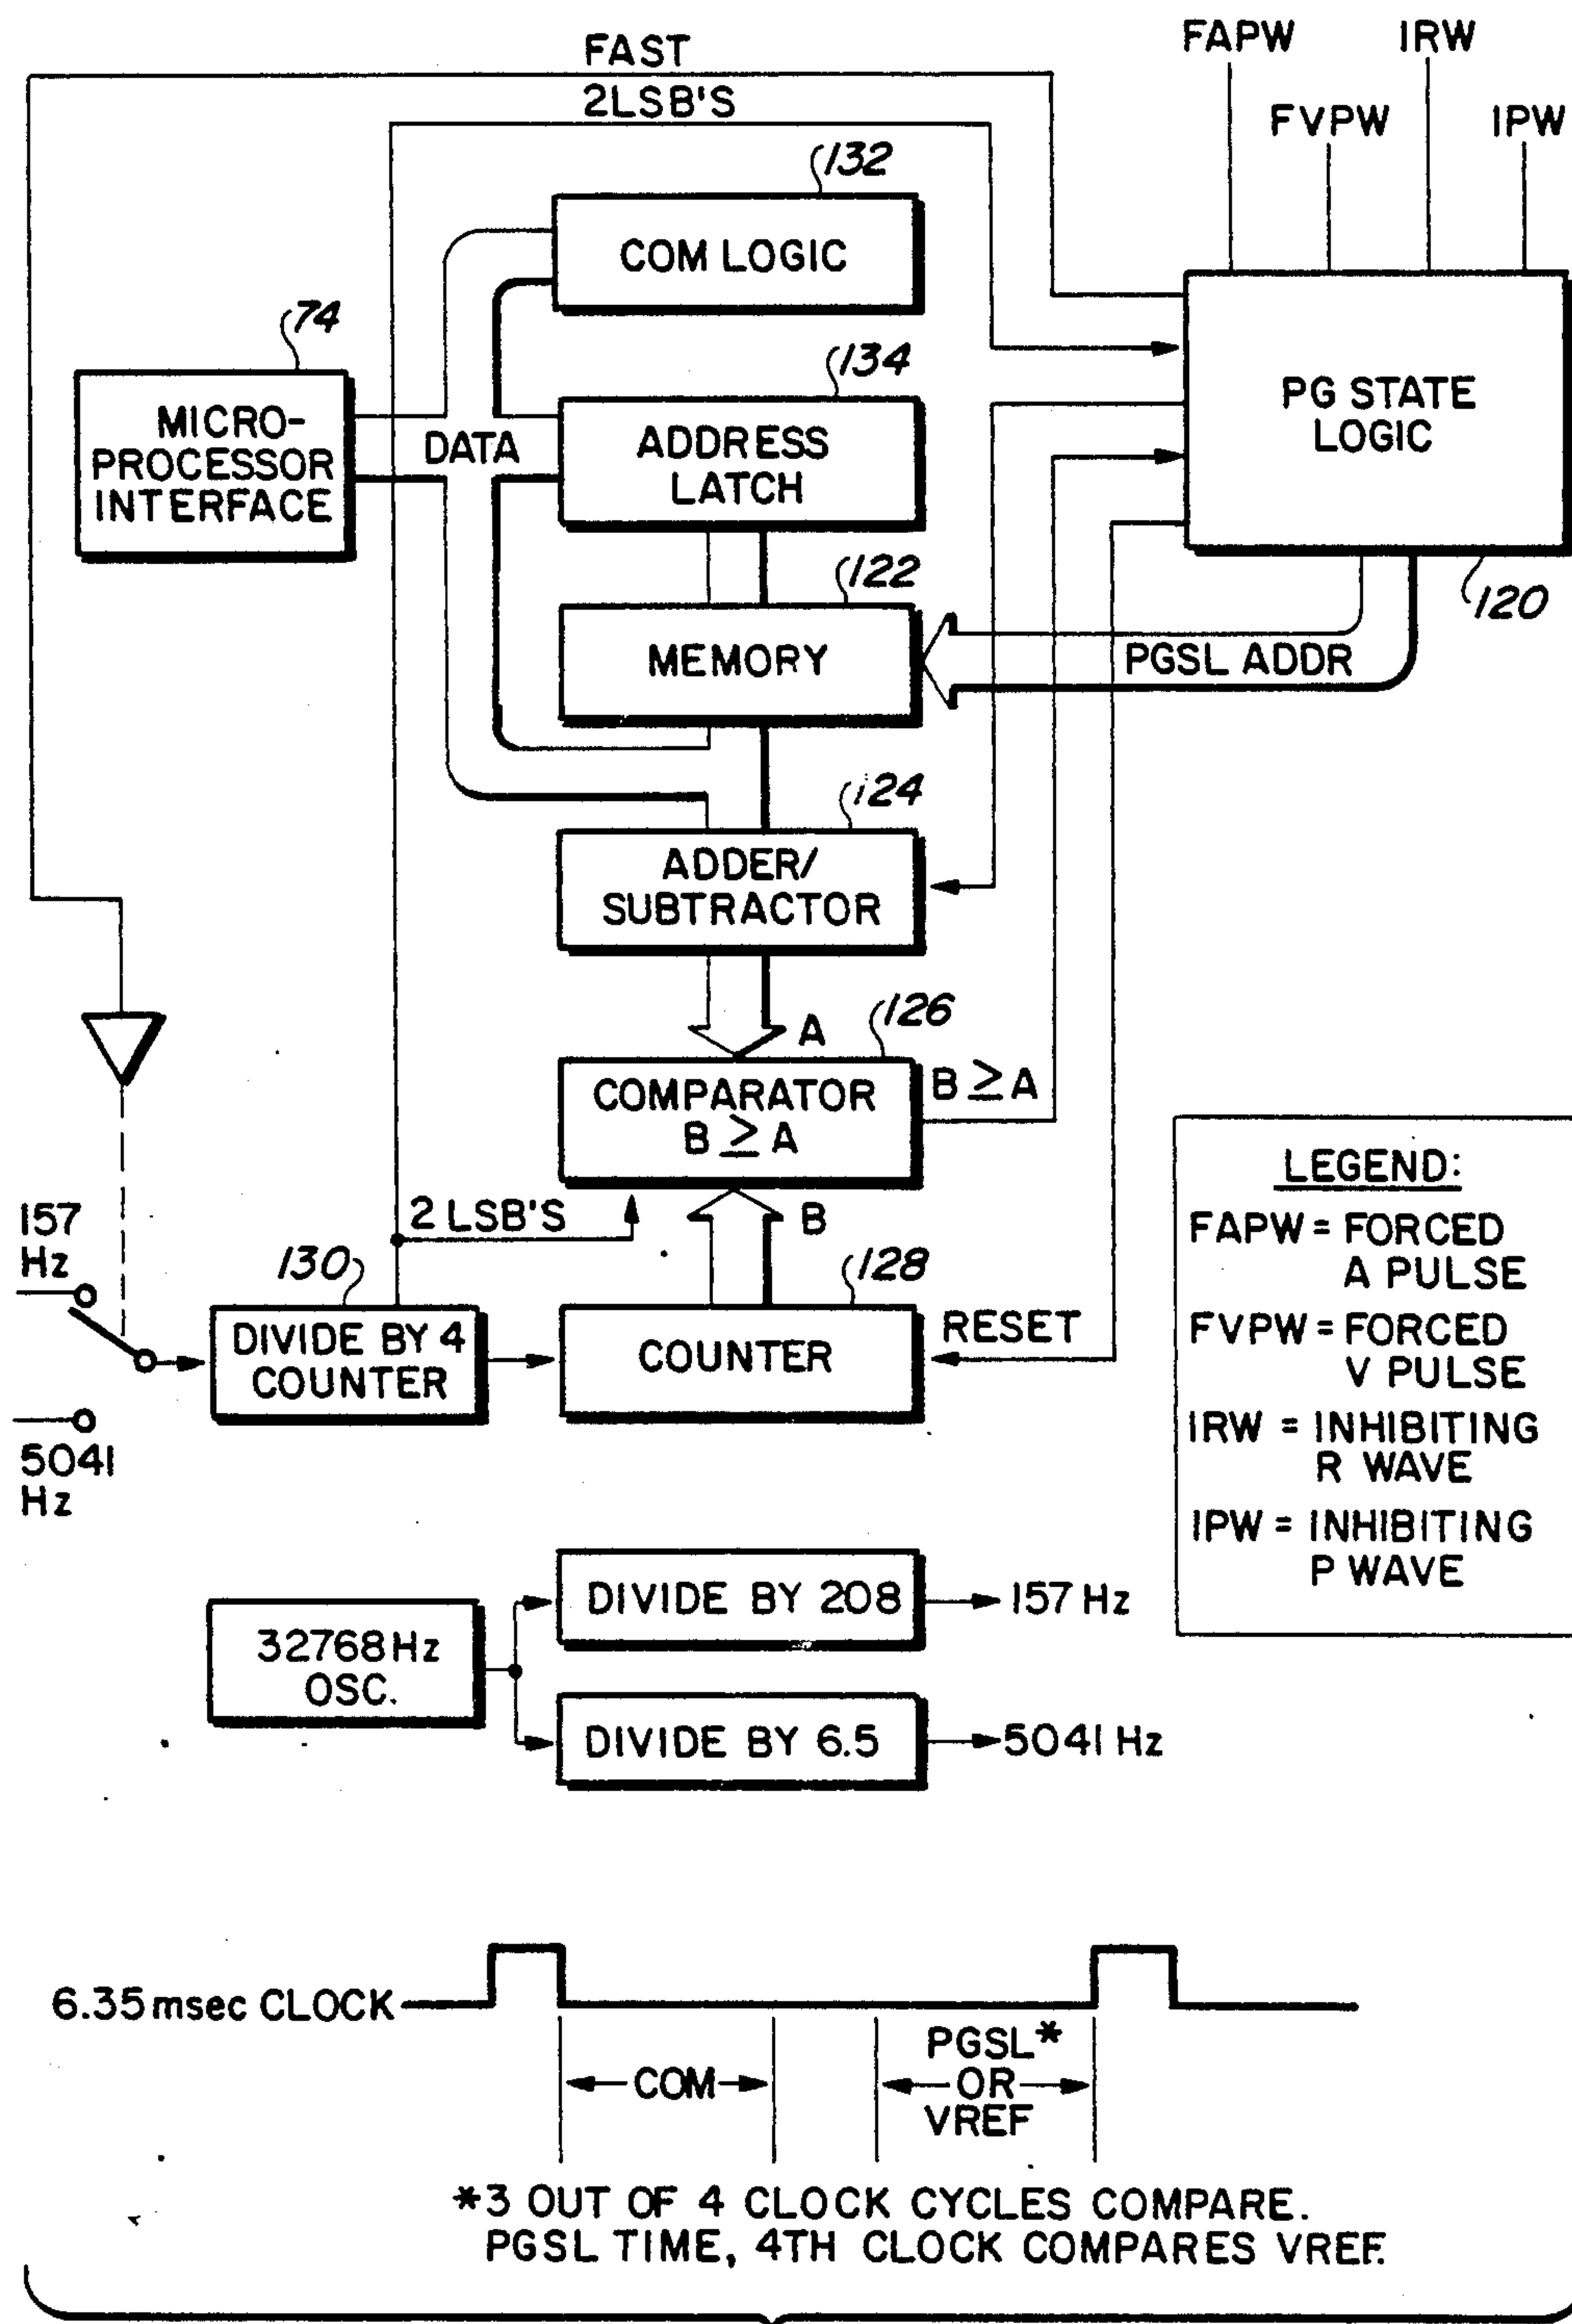 FAST
2LSB'S
FAPW
IRW
FVPW
IPW
132
COM LOGIC
74
MICRO-
PROCESSOR
INTERFACE
DATA
134
ADDRESS
LATCH
PG STATE
LOGIC
120
122
MEMORY
PGSL ADDR
124
ADDER/
SUBTRACTOR
A
126
COMPARATOR
B ≥ A
B ≥ A
2 LSB'S
B
157
Hz
130
DIVIDE BY 4
COUNTER
128
COUNTER
RESET
5041
Hz
LEGEND:
FAPW = FORCED
A PULSE
FVPW = FORCED
V PULSE
IRW = INHIBITING
R WAVE
IPW = INHIBITING
P WAVE
32768 Hz
OSC.
DIVIDE BY 208
157 Hz
DIVIDE BY 6.5
5041 Hz
6.35 msec CLOCK
COM
PGSL*
OR
VREF
*3 OUT OF 4 CLOCK CYCLES COMPARE.
PGSL TIME, 4TH CLOCK COMPARES VREF.